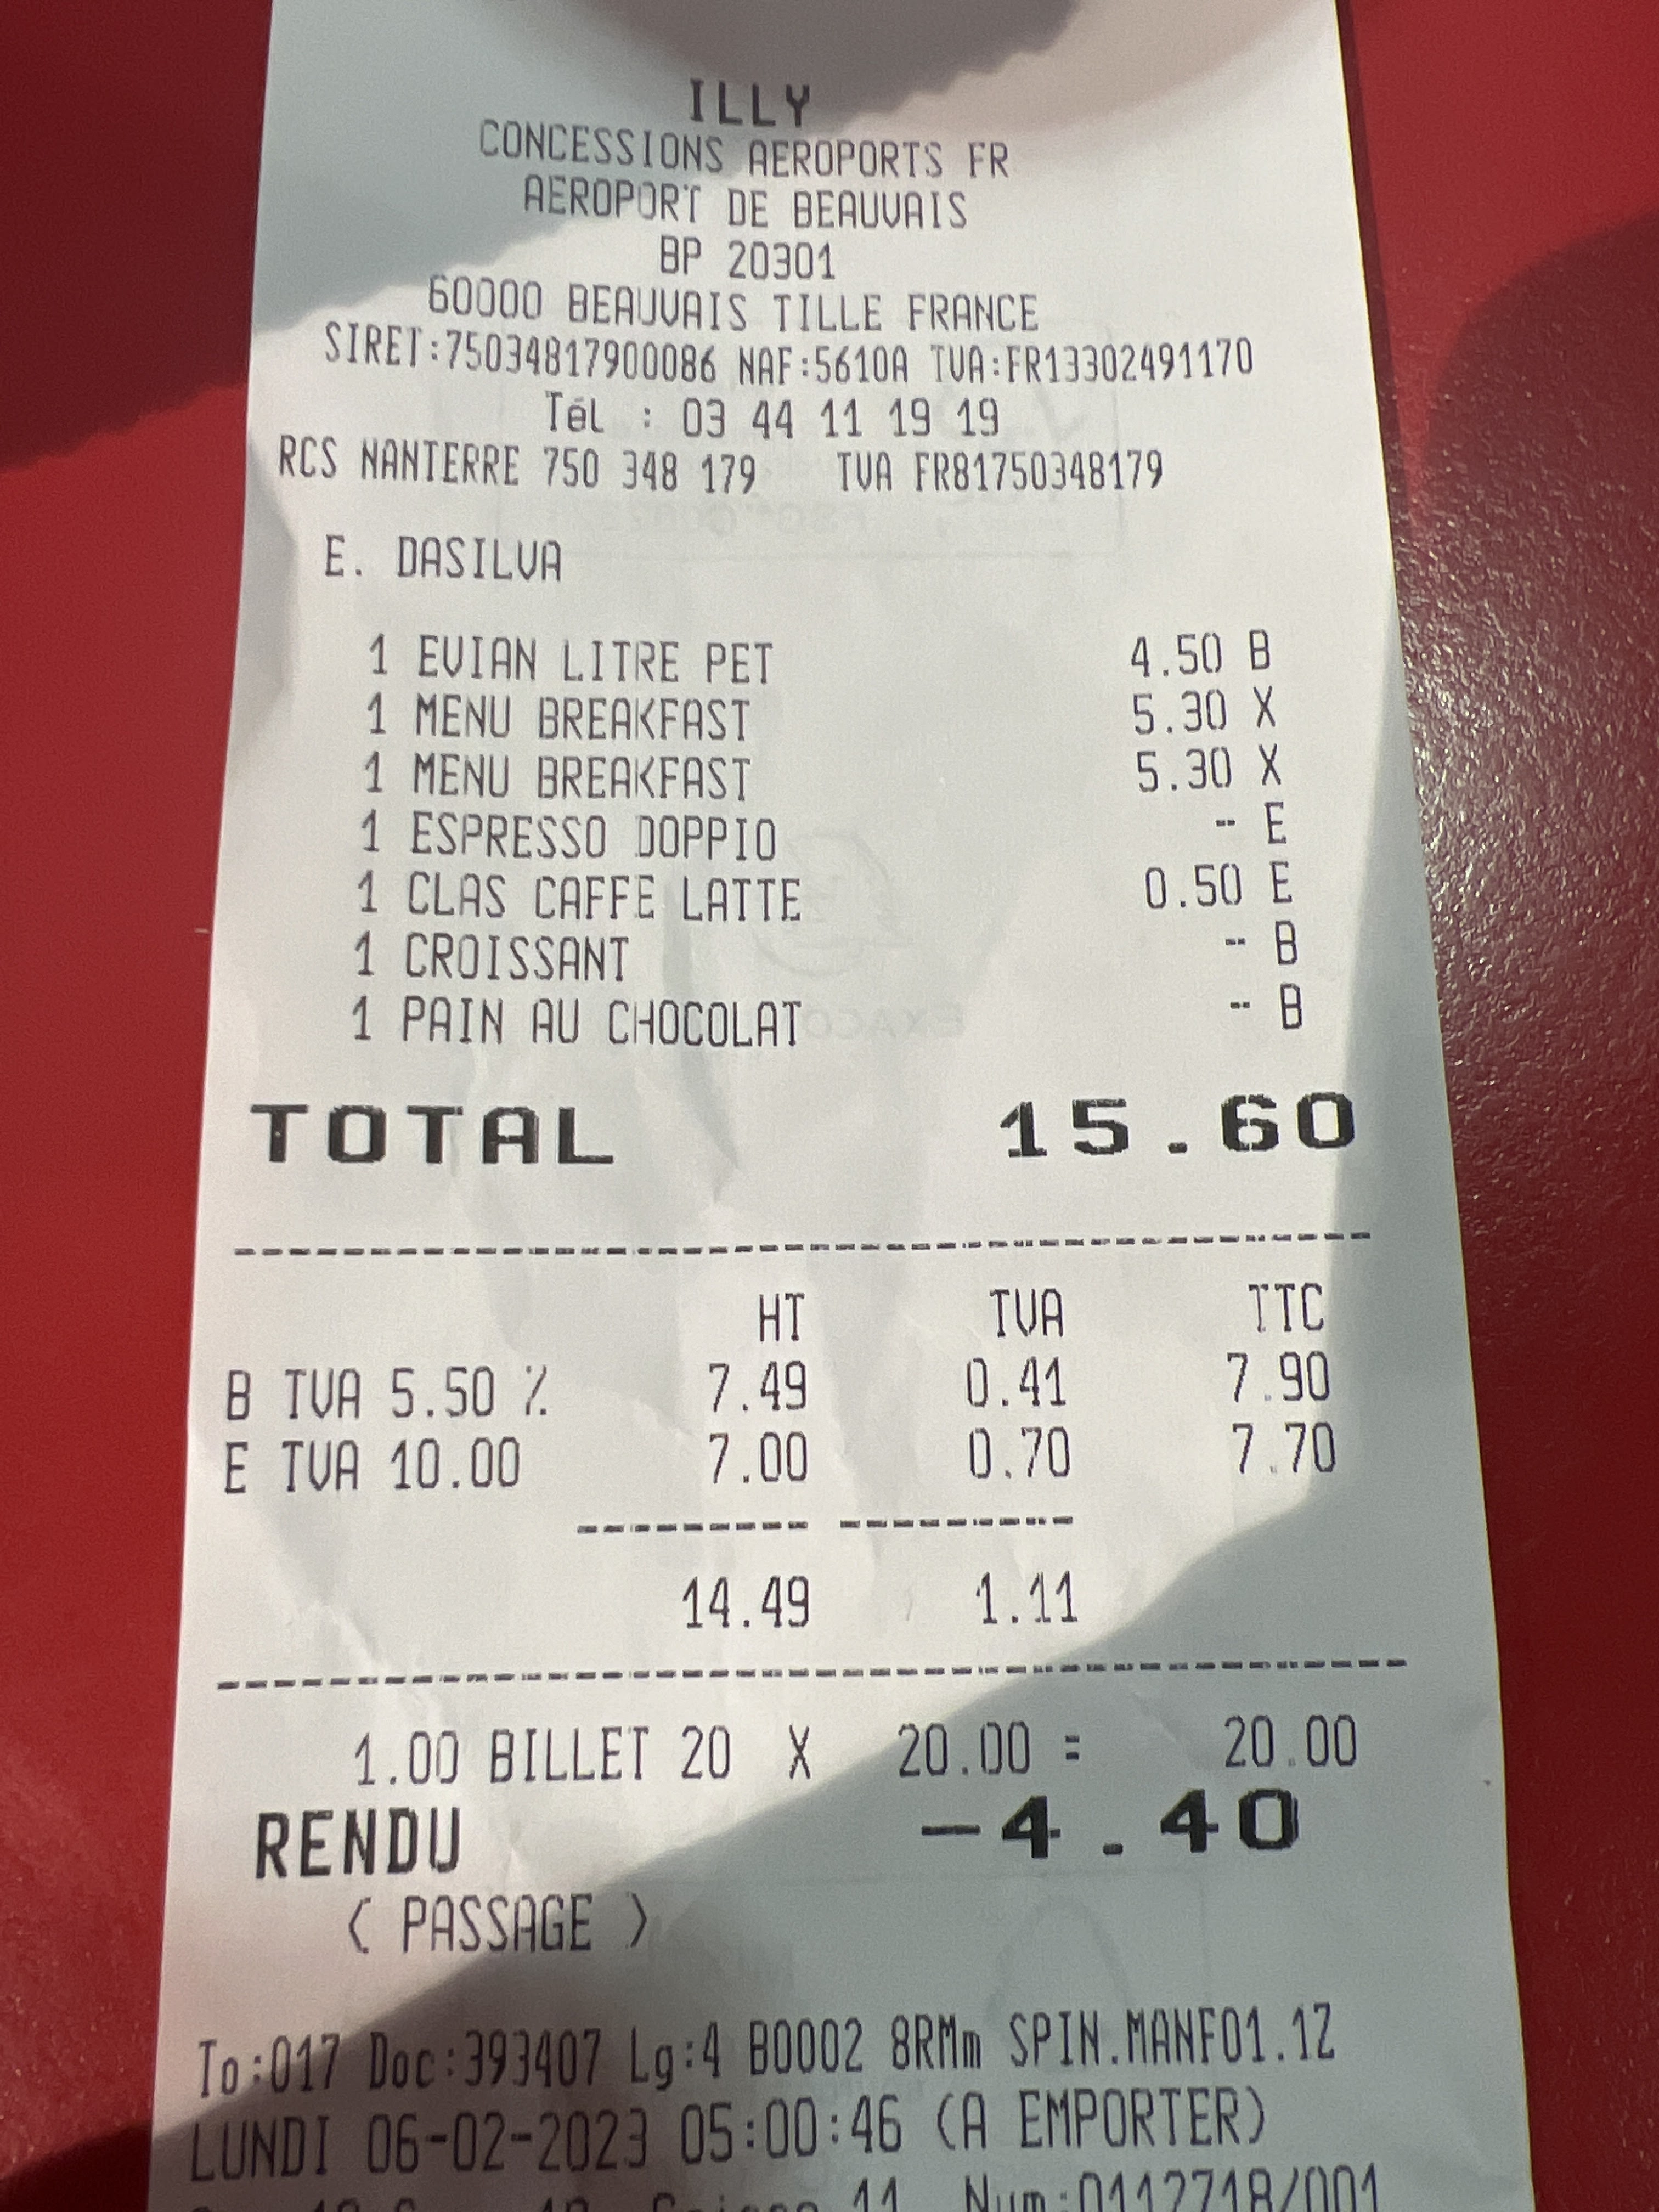 ILLY
CONCESSIONS AEROPORTS FR
AEROPORT DE BEAUVAIS
BP 20301
60000 BEAUVAIS TILLE FRANCE
SIRET:75034817900086 NAF:5610A TVA:FR13302491170
Tél : 03 44 11 19 19
RCS NANTERRE 750 348 179 TVA FR81750348179
E. DASILVA
1 EVIAN LITRE PET 4.50 B
1 MENU BREAKFAST 5.30 X
1 MENU BREAKFAST 5.30 X
1 ESPRESSO DOPPIO -- E
1 CLAS CAFFE LATTE 0.50 E
1 CROISSANT -- B
1 PAIN AU CHOCOLAT -- B
TOTAL 15.60
HT TVA TTC
B TVA 5.50 % 7.49 0.41 7.90
E TVA 10.00 7.00 0.70 7.70
14.49 1.11
1.00 BILLET 20 X 20.00 = 20.00
RENDU -4.40
( PASSAGE )
To:017 Doc:393407 Lg:4 B0002 8RMm SPIN.MANF01.1Z
LUNDI 06-02-2023 05:00:46 (A EMPORTER)
11 Num:0112718/001